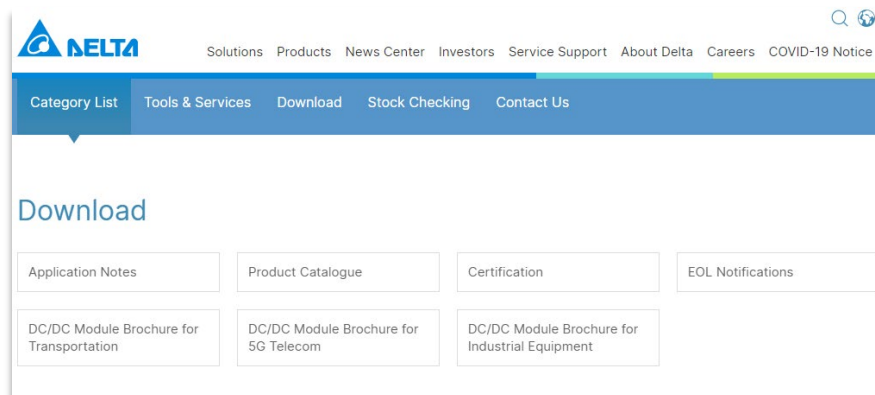 DELTA
Solutions Products News Center Investors Service Support About Delta Careers COVID-19 Notice
Category List Tools & Services Download Stock Checking Contact Us
Download
Application Notes Product Catalogue Certification EOL Notifications
DC/DC Module Brochure for DC/DC Module Brochure for DC/DC Module Brochure for
Transportation 5G Telecom Industrial Equipment